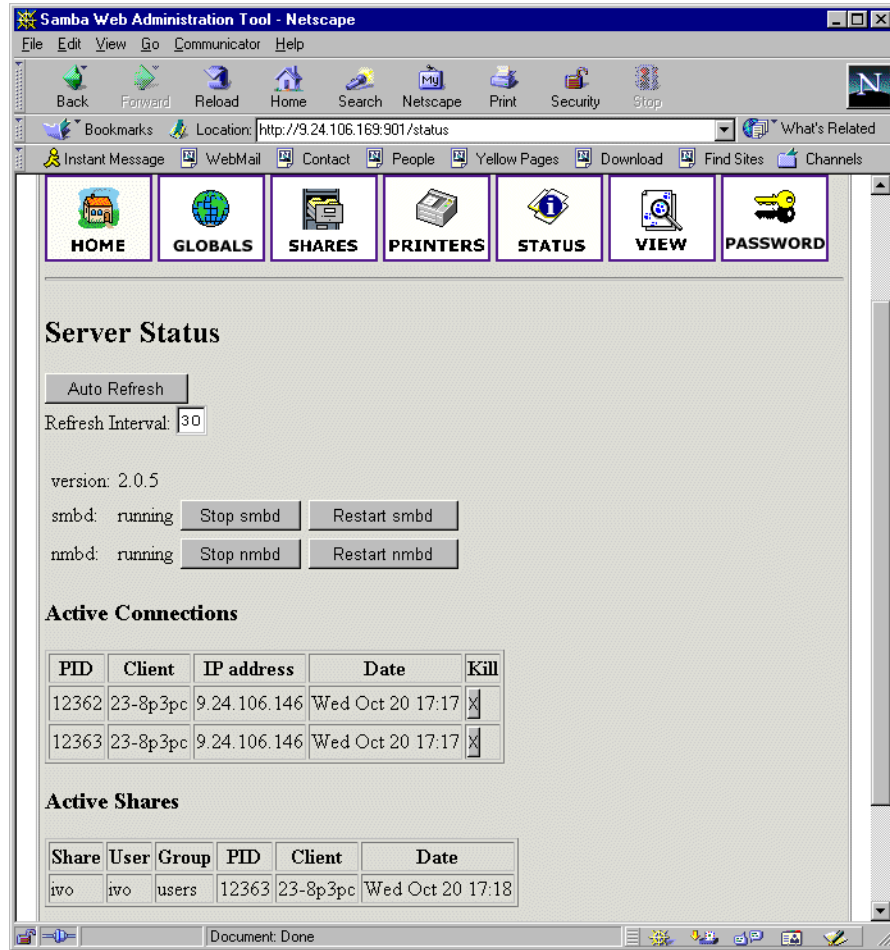 Samba Web Administration Tool - Netscape
File Edit View Go Communicator Help
My
N
Back Forward Reload Home Search Netscape Print Security Stop
Bookmarks Location: http://9.24.106.169:901/status What's Related
Instant Message WebMail Contact People Yellow Pages Download Find Sites Channels
HOME GLOBALS SHARES PRINTERS STATUS VIEW PASSWORD
Server Status
Auto Refresh
Refresh Interval: 30
version: 2.0.5
smbd: running Stop smbd Restart smbd
nmbd: running Stop nmbd Restart nmbd
Active Connections
PID Client IP address Date Kill
12362 23-8p3pc 9.24.106.146 Wed Oct 20 17:17 X
12363 23-8p3pc 9.24.106.146 Wed Oct 20 17:17 X
Active Shares
Share User Group PID Client Date
ivo ivo users 12363 23-8p3pc Wed Oct 20 17:18
Document: Done